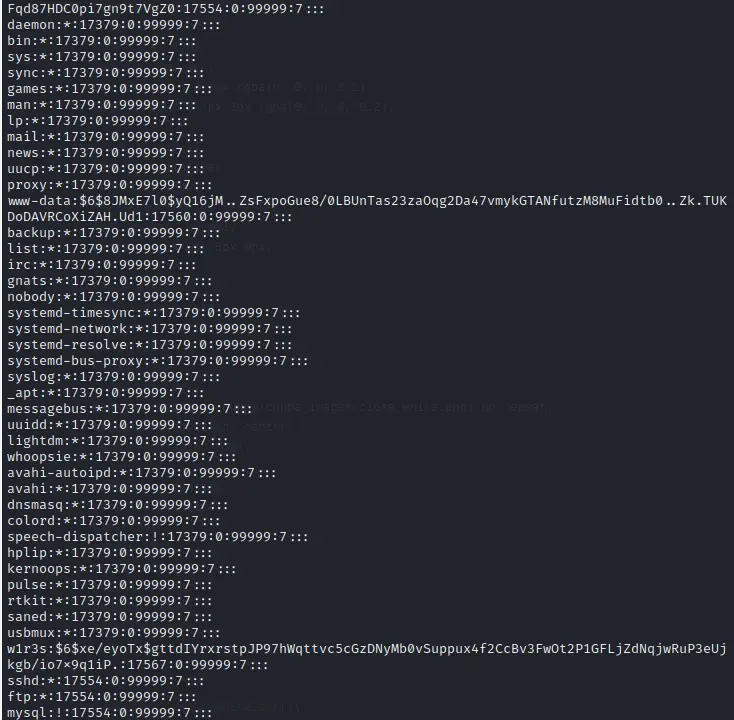 Fqd87HDC0pi7gn9t7VgZ0:17554:0:99999:7:::
daemon:*:17379:0:99999:7:::
bin:*:17379:0:99999:7:::
sys:*:17379:0:99999:7:::
sync:*:17379:0:99999:7:::
games:*:17379:0:99999:7:::
man:*:17379:0:99999:7:::
lp:*:17379:0:99999:7:::
mail:*:17379:0:99999:7:::
news:*:17379:0:99999:7:::
uucp:*:17379:0:99999:7:::
proxy:*:17379:0:99999:7:::
www-data:$6$8JMxE7l0$yQ16jM..ZsFxpoGue8/0LBUnTas23zaOqg2Da47vmykGTANfutzM8MuFidtb0..Zk.TUK
DoDAVRCoXiZAH.Ud1:17560:0:99999:7:::
backup:*:17379:0:99999:7:::
list:*:17379:0:99999:7:::
irc:*:17379:0:99999:7:::
gnats:*:17379:0:99999:7:::
nobody:*:17379:0:99999:7:::
systemd-timesync:*:17379:0:99999:7:::
systemd-network:*:17379:0:99999:7:::
systemd-resolve:*:17379:0:99999:7:::
systemd-bus-proxy:*:17379:0:99999:7:::
syslog:*:17379:0:99999:7:::
_apt:*:17379:0:99999:7:::
messagebus:*:17379:0:99999:7:::
uuidd:*:17379:0:99999:7:::
lightdm:*:17379:0:99999:7:::
whoopsie:*:17379:0:99999:7:::
avahi-autoipd:*:17379:0:99999:7:::
avahi:*:17379:0:99999:7:::
dnsmasq:*:17379:0:99999:7:::
colord:*:17379:0:99999:7:::
speech-dispatcher:!:17379:0:99999:7:::
hplip:*:17379:0:99999:7:::
kernoops:*:17379:0:99999:7:::
pulse:*:17379:0:99999:7:::
rtkit:*:17379:0:99999:7:::
saned:*:17379:0:99999:7:::
usbmux:*:17379:0:99999:7:::
w1r3s:$6$xe/eyoTx$gttdIYrxrstpJP97hWqttvc5cGzDNyMb0vSuppux4f2CcBv3FwOt2P1GFLjZdNqjwRuP3eUj
kgb/io7x9q1iP.:17567:0:99999:7:::
sshd:*:17554:0:99999:7:::
ftp:*:17554:0:99999:7:::
mysql:!:17554:0:99999:7:::